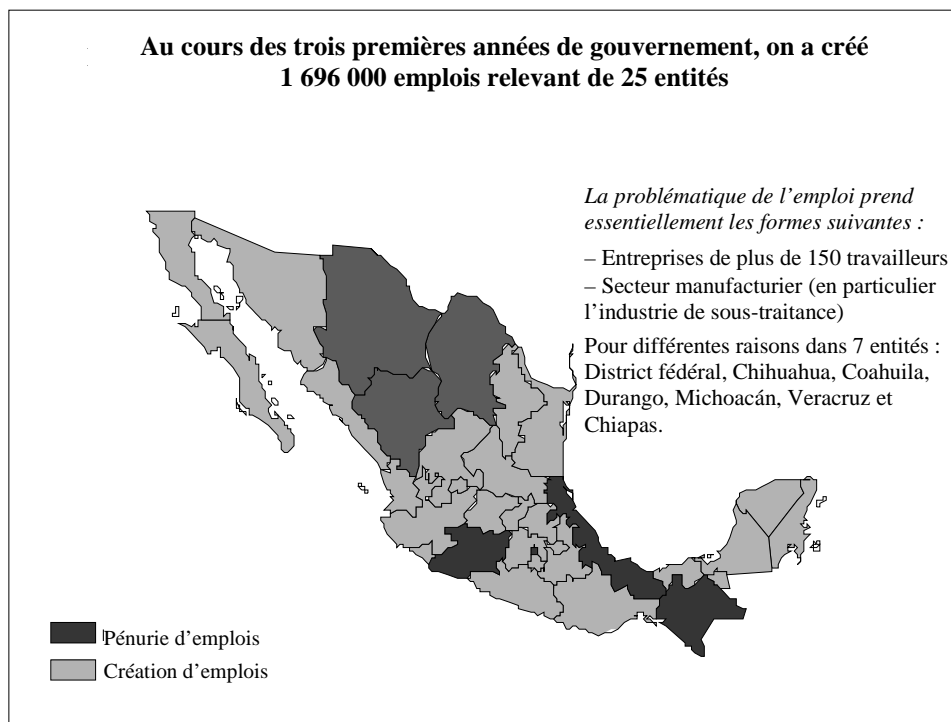 Au cours des trois premières années de gouvernement, on a créé
1 696 000 emplois relevant de 25 entités
La problématique de l'emploi prend
essentiellement les formes suivantes :
– Entreprises de plus de 150 travailleurs
– Secteur manufacturier (en particulier
l'industrie de sous-traitance)
Pour différentes raisons dans 7 entités :
District fédéral, Chihuahua, Coahuila,
Durango, Michoacán, Veracruz et
Chiapas.
Pénurie d'emplois
Création d'emplois